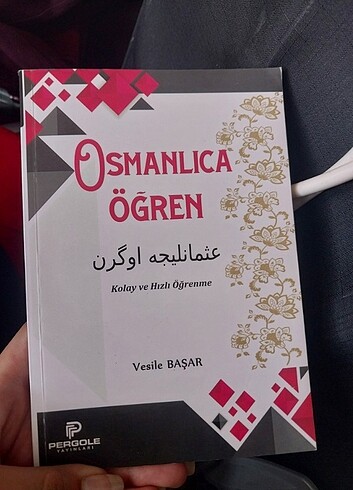 OSMANLICA
ÖĞREN
عثمانليجه اوگرن
Kolay ve Hızlı Öğrenme
Vesile BAŞAR
PERGOLE
YAYINLARI